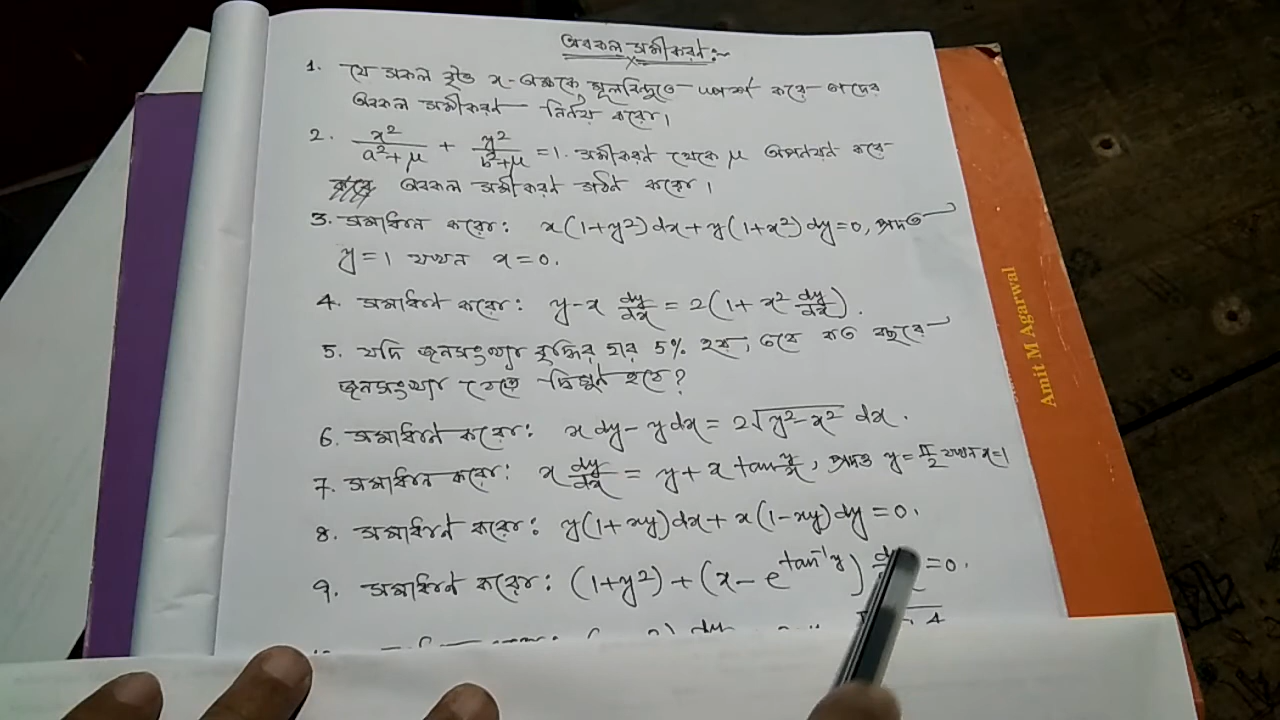 অবকল সমীকরণ :~
1. যে সকল বৃত্ত x-অক্ষকে মূলবিন্দুতে স্পর্শ করে তাদের
অবকল সমীকরণ নির্ণয় করো।
2. x²/(a²+μ) + y²/(b²+μ) = 1. সমীকরণ থেকে μ অপনয়ন করে
অবকল সমীকরণ গঠন করো।
3. সমাধান করো: x(1+y²)dx+y(1+x²)dy=0, প্রদত্ত
y=1 যখন x=0.
4. সমাধান করো: y-x dy/dx = 2(1+x² dy/dx).
5. যদি জনসংখ্যা বৃদ্ধির হার 5% হয়, তবে কত বছরে
জনসংখ্যা বেড়ে দ্বিগুণ হবে?
6. সমাধান করো: x dy - y dx = 2√(y²-x²) dx.
7. সমাধান করো: x dy/dx = y + x tan y/x, প্রদত্ত y=π/2 যখন x=1
8. সমাধান করো: y(1+xy)dx+x(1-xy)dy=0.
9. সমাধান করো: (1+y²)+(x-e^(tan⁻¹y)) =0.
Amit M Agarwal